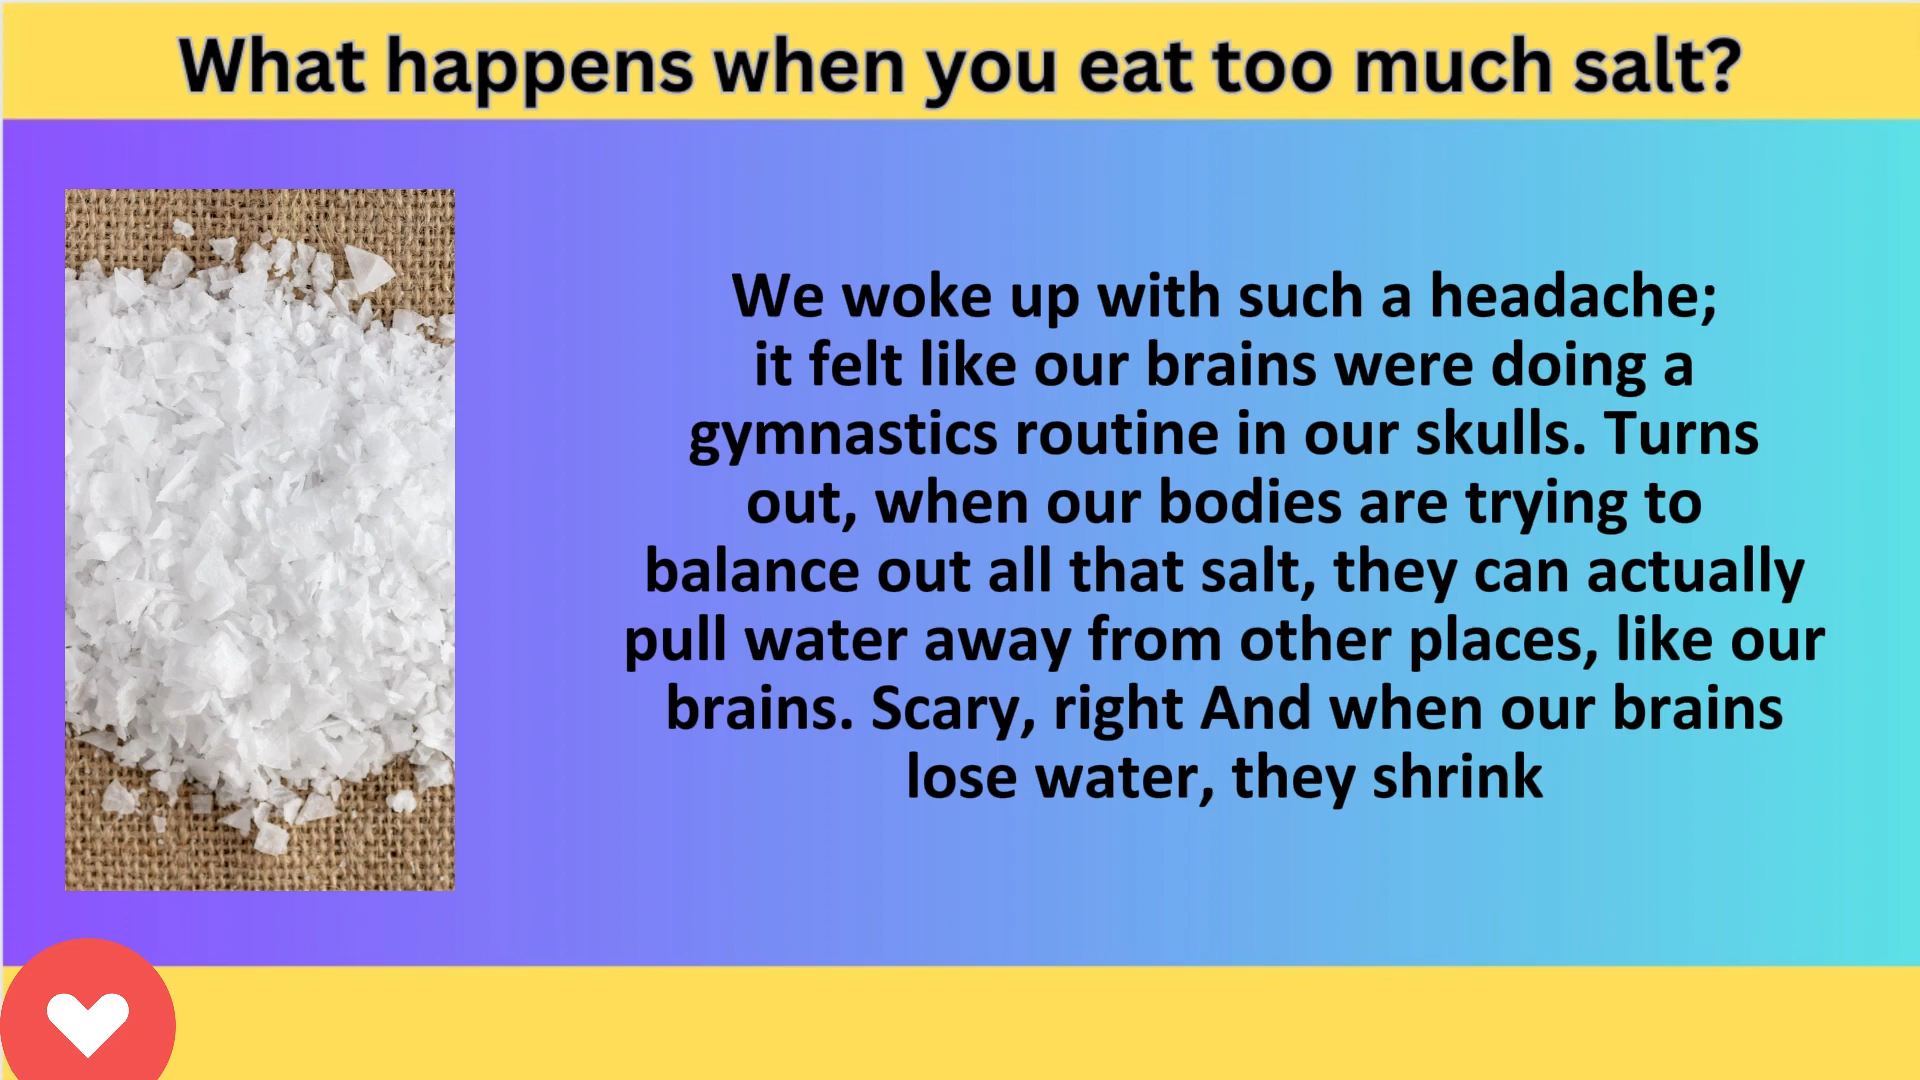 What happens when you eat too much salt?
We woke up with such a headache;
it felt like our brains were doing a
gymnastics routine in our skulls. Turns
out, when our bodies are trying to
balance out all that salt, they can actually
pull water away from other places, like our
brains. Scary, right And when our brains
lose water, they shrink